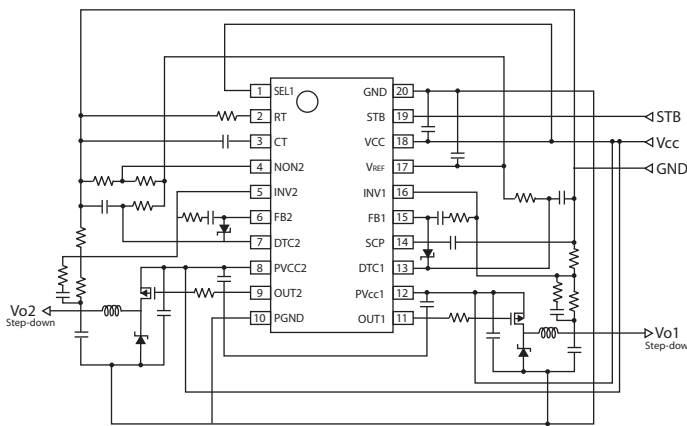 1 SEL1
2 RT
3 CT
4 NON2
5 INV2
6 FB2
7 DTC2
8 PVCC2
9 OUT2
10 PGND
GND 20
STB 19
VCC 18
VREF 17
INV1 16
FB1 15
SCP 14
DTC1 13
PVcc1 12
OUT1 11
STB
Vcc
GND
Vo2
Step-down
Vo1
Step-down